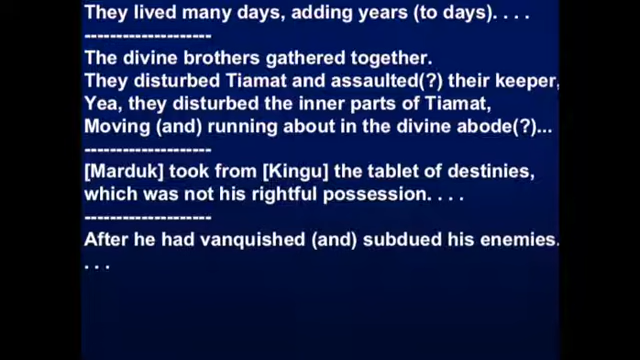 They lived many days, adding years (to days). . . .
--------------------
The divine brothers gathered together.
They disturbed Tiamat and assaulted(?) their keeper,
Yea, they disturbed the inner parts of Tiamat,
Moving (and) running about in the divine abode(?)...
--------------------
[Marduk] took from [Kingu] the tablet of destinies,
which was not his rightful possession. . . .
--------------------
After he had vanquished (and) subdued his enemies.
. . .